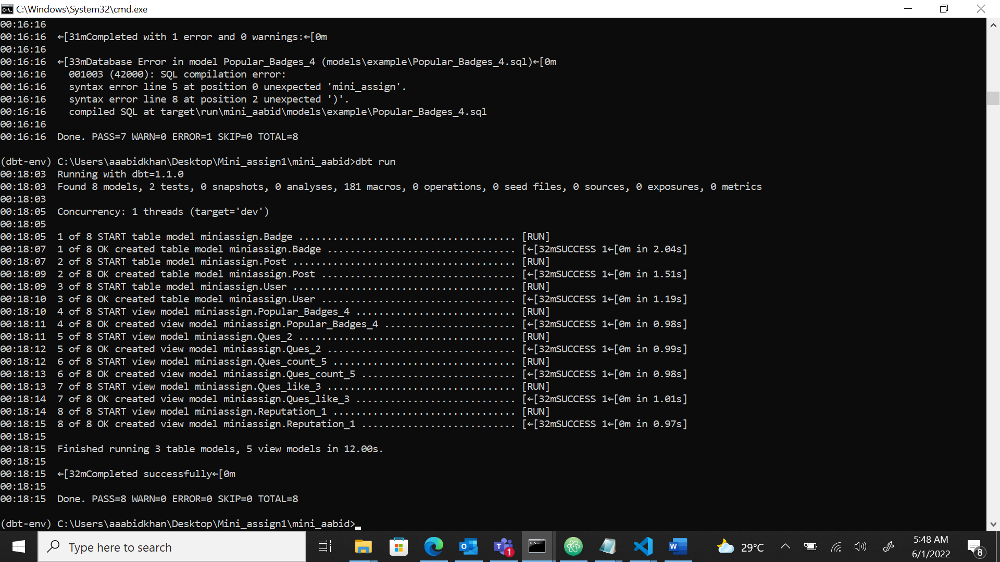 C:\Windows\System32\cmd.exe
00:16:16
00:16:16  ←[31mCompleted with 1 error and 0 warnings:←[0m
00:16:16
00:16:16  ←[33mDatabase Error in model Popular_Badges_4 (models\example\Popular_Badges_4.sql)←[0m
00:16:16    001003 (42000): SQL compilation error:
00:16:16    syntax error line 5 at position 0 unexpected 'mini_assign'.
00:16:16    syntax error line 8 at position 2 unexpected ')'.
00:16:16    compiled SQL at target\run\mini_aabid\models\example\Popular_Badges_4.sql
00:16:16
00:16:16  Done. PASS=7 WARN=0 ERROR=1 SKIP=0 TOTAL=8
(dbt-env) C:\Users\aaabidkhan\Desktop\Mini_assign1\mini_aabid>dbt run
00:18:03  Running with dbt=1.1.0
00:18:03  Found 8 models, 2 tests, 0 snapshots, 0 analyses, 181 macros, 0 operations, 0 seed files, 0 sources, 0 exposures, 0 metrics
00:18:03
00:18:05  Concurrency: 1 threads (target='dev')
00:18:05
00:18:05  1 of 8 START table model miniassign.Badge ...................................... [RUN]
00:18:07  1 of 8 OK created table model miniassign.Badge ................................. [←[32mSUCCESS 1←[0m in 2.04s]
00:18:07  2 of 8 START table model miniassign.Post ....................................... [RUN]
00:18:09  2 of 8 OK created table model miniassign.Post .................................. [←[32mSUCCESS 1←[0m in 1.51s]
00:18:09  3 of 8 START table model miniassign.User ....................................... [RUN]
00:18:10  3 of 8 OK created table model miniassign.User .................................. [←[32mSUCCESS 1←[0m in 1.19s]
00:18:10  4 of 8 START view model miniassign.Popular_Badges_4 ............................ [RUN]
00:18:11  4 of 8 OK created view model miniassign.Popular_Badges_4 ....................... [←[32mSUCCESS 1←[0m in 0.98s]
00:18:11  5 of 8 START view model miniassign.Ques_2 ...................................... [RUN]
00:18:12  5 of 8 OK created view model miniassign.Ques_2 ................................. [←[32mSUCCESS 1←[0m in 0.99s]
00:18:12  6 of 8 START view model miniassign.Ques_count_5 ................................ [RUN]
00:18:13  6 of 8 OK created view model miniassign.Ques_count_5 ........................... [←[32mSUCCESS 1←[0m in 0.98s]
00:18:13  7 of 8 START view model miniassign.Ques_like_3 ................................. [RUN]
00:18:14  7 of 8 OK created view model miniassign.Ques_like_3 ............................ [←[32mSUCCESS 1←[0m in 1.01s]
00:18:14  8 of 8 START view model miniassign.Reputation_1 ................................ [RUN]
00:18:15  8 of 8 OK created view model miniassign.Reputation_1 ........................... [←[32mSUCCESS 1←[0m in 0.97s]
00:18:15
00:18:15  Finished running 3 table models, 5 view models in 12.00s.
00:18:15
00:18:15  ←[32mCompleted successfully←[0m
00:18:15
00:18:15  Done. PASS=8 WARN=0 ERROR=0 SKIP=0 TOTAL=8
(dbt-env) C:\Users\aaabidkhan\Desktop\Mini_assign1\mini_aabid>
Type here to search
1
29°C
5:48 AM
6/1/2022
8